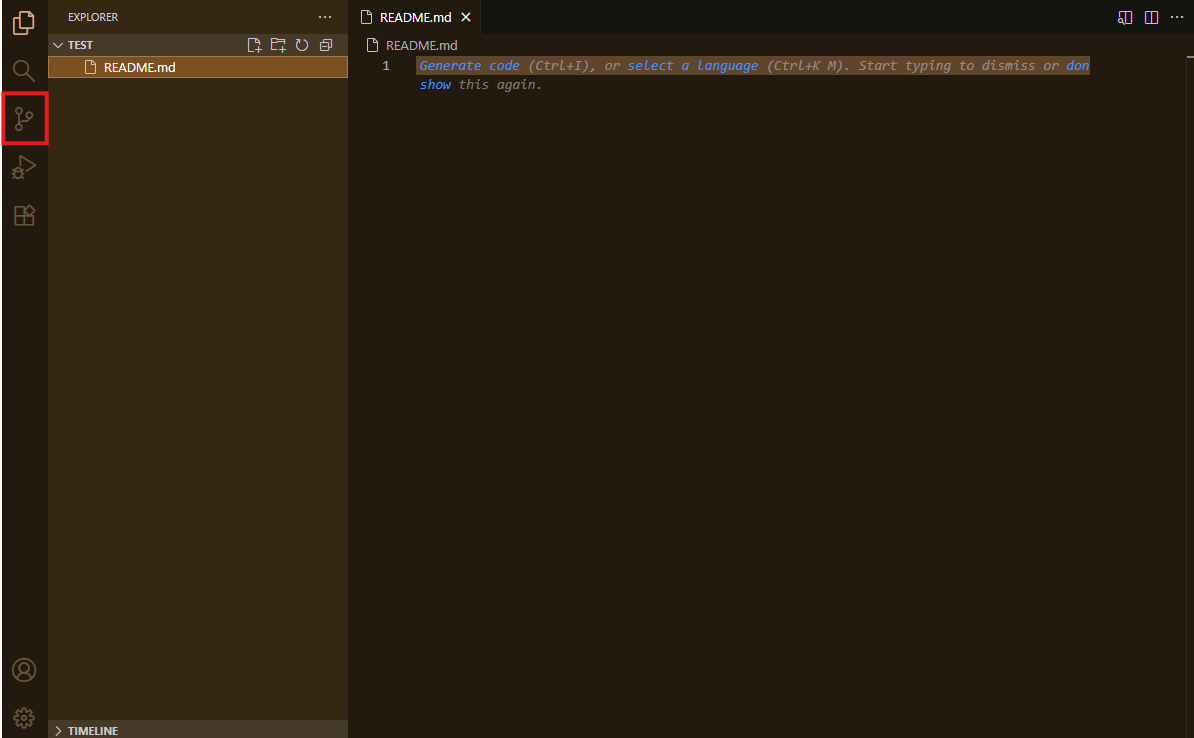 EXPLORER
TEST
README.md
TIMELINE
README.md
README.md
1
Generate code (Ctrl+I), or select a language (Ctrl+K M). Start typing to dismiss or don
show this again.